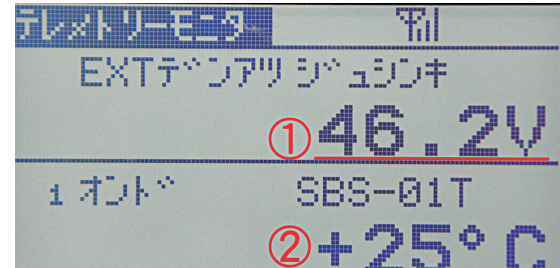 テレメトリーモニタ
EXTデンアツ ジュシンキ
①46.2V
1 オンド SBS-01T
②+25°C